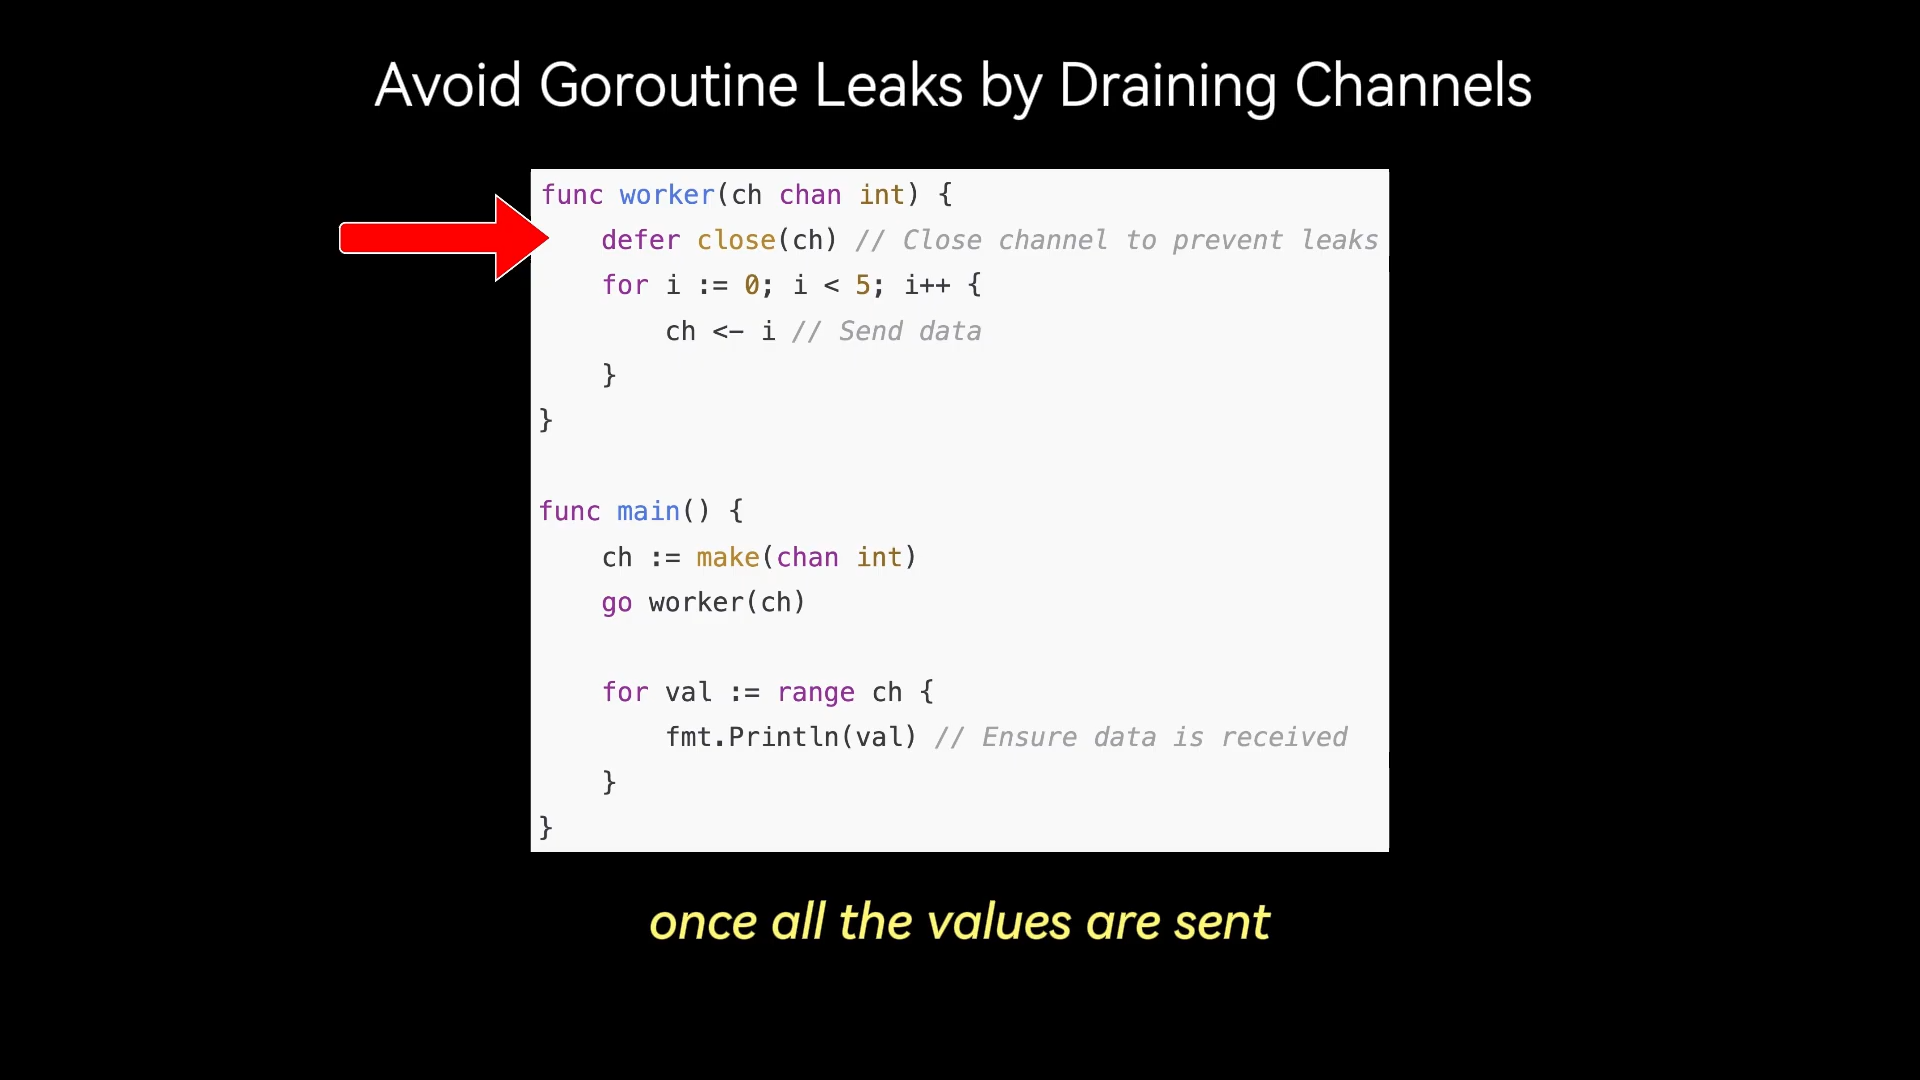 Avoid Goroutine Leaks by Draining Channels
func worker(ch chan int) {
    defer close(ch) // Close channel to prevent leaks
    for i := 0; i < 5; i++ {
        ch <- i // Send data
    }
}
func main() {
    ch := make(chan int)
    go worker(ch)
    for val := range ch {
        fmt.Println(val) // Ensure data is received
    }
}
once all the values are sent